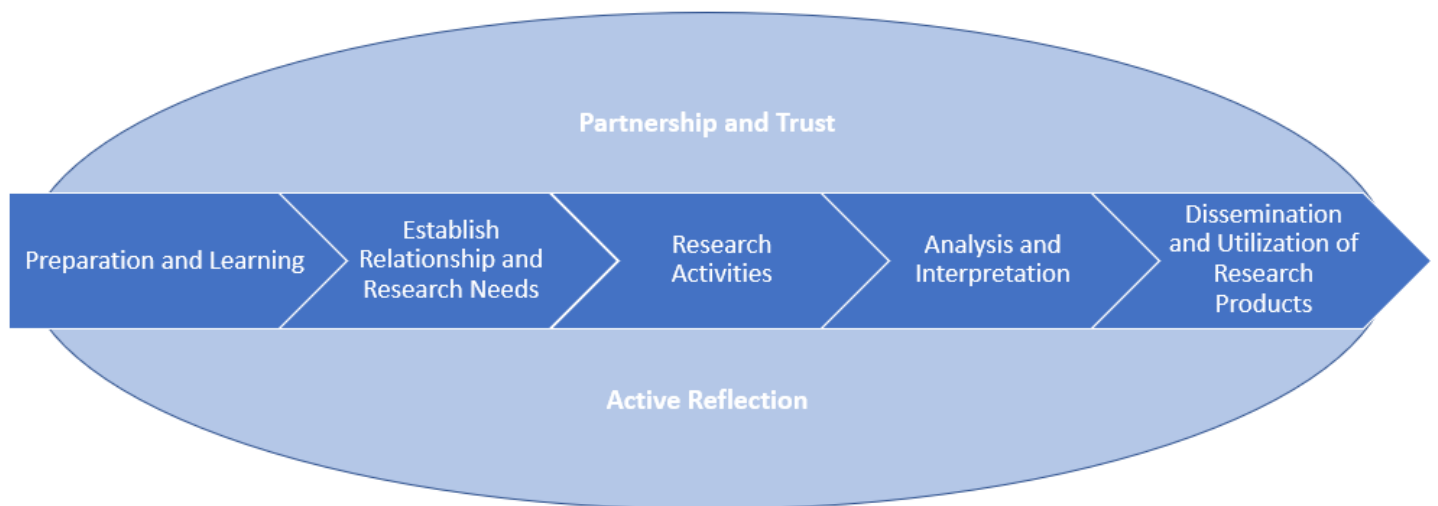 Partnership and Trust
Preparation and Learning
Establish
Relationship and
Research Needs
Research
Activities
Analysis and
Interpretation
Dissemination
and Utilization of
Research
Products
Active Reflection